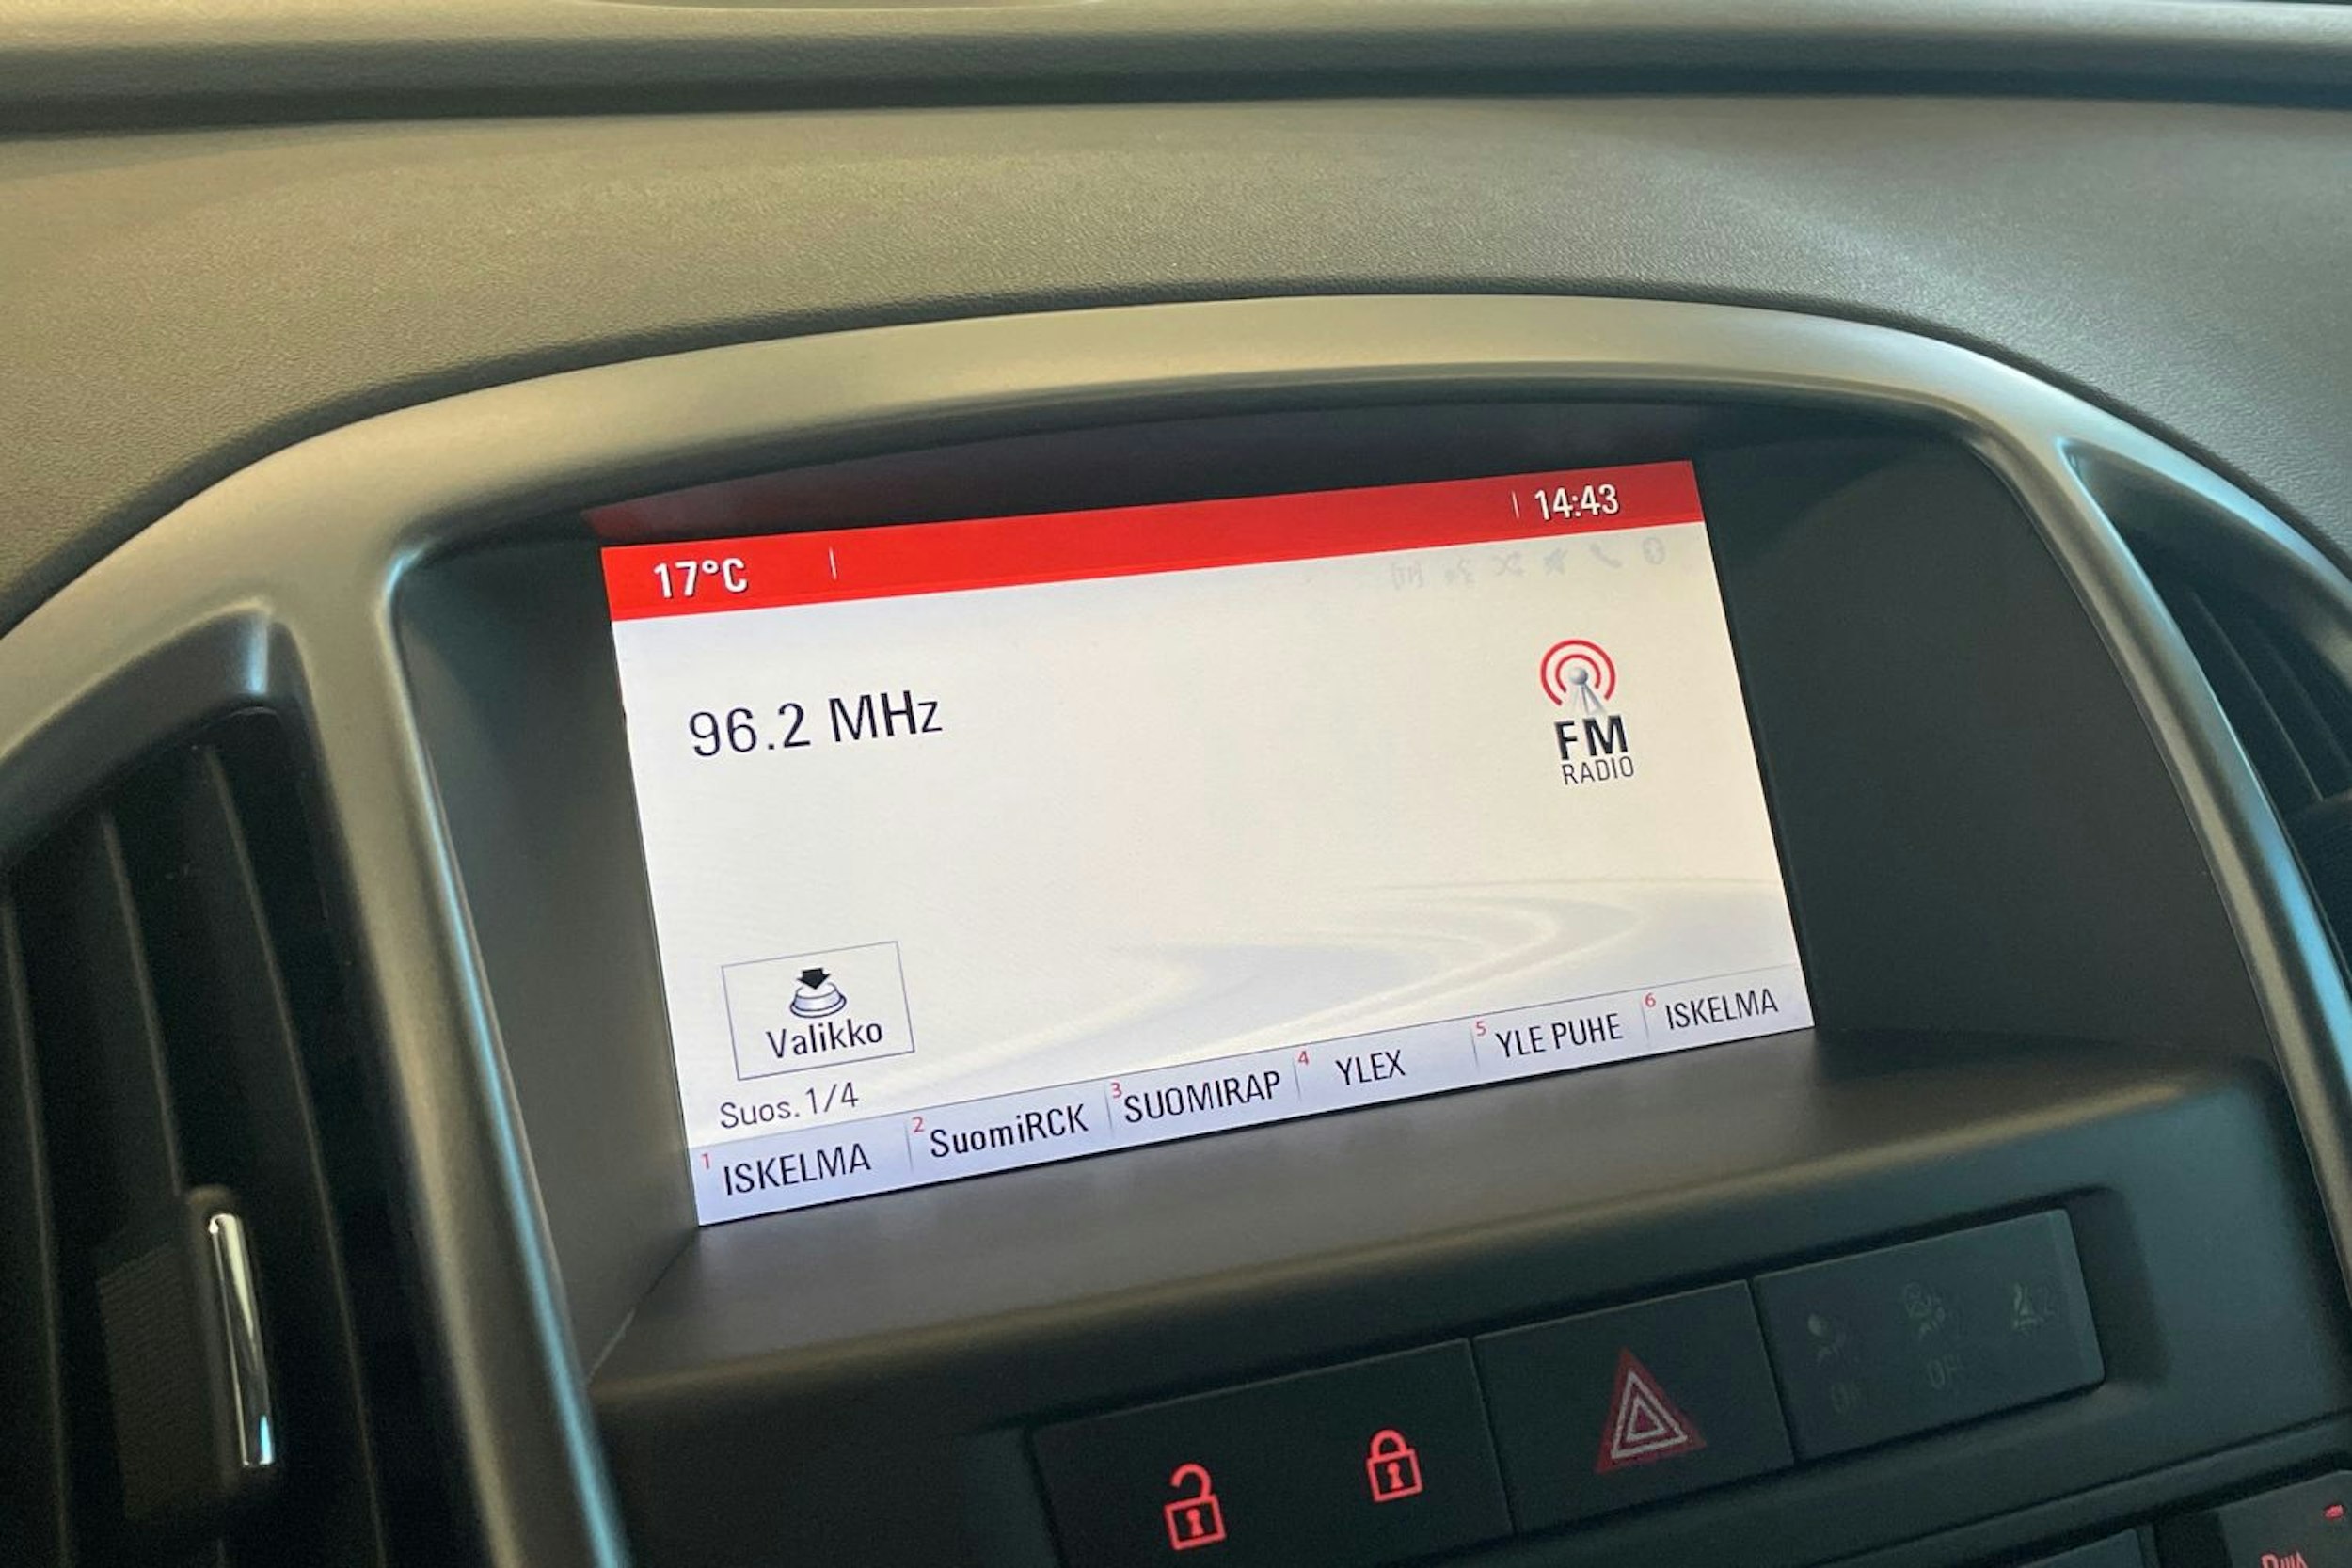 17°C 14:43
96.2 MHz
FM
RADIO
Valikko
Suos. 1/4
1 ISKELMA 2 SuomiRCK 3 SUOMIRAP 4 YLEX 5 YLE PUHE 6 ISKELMA